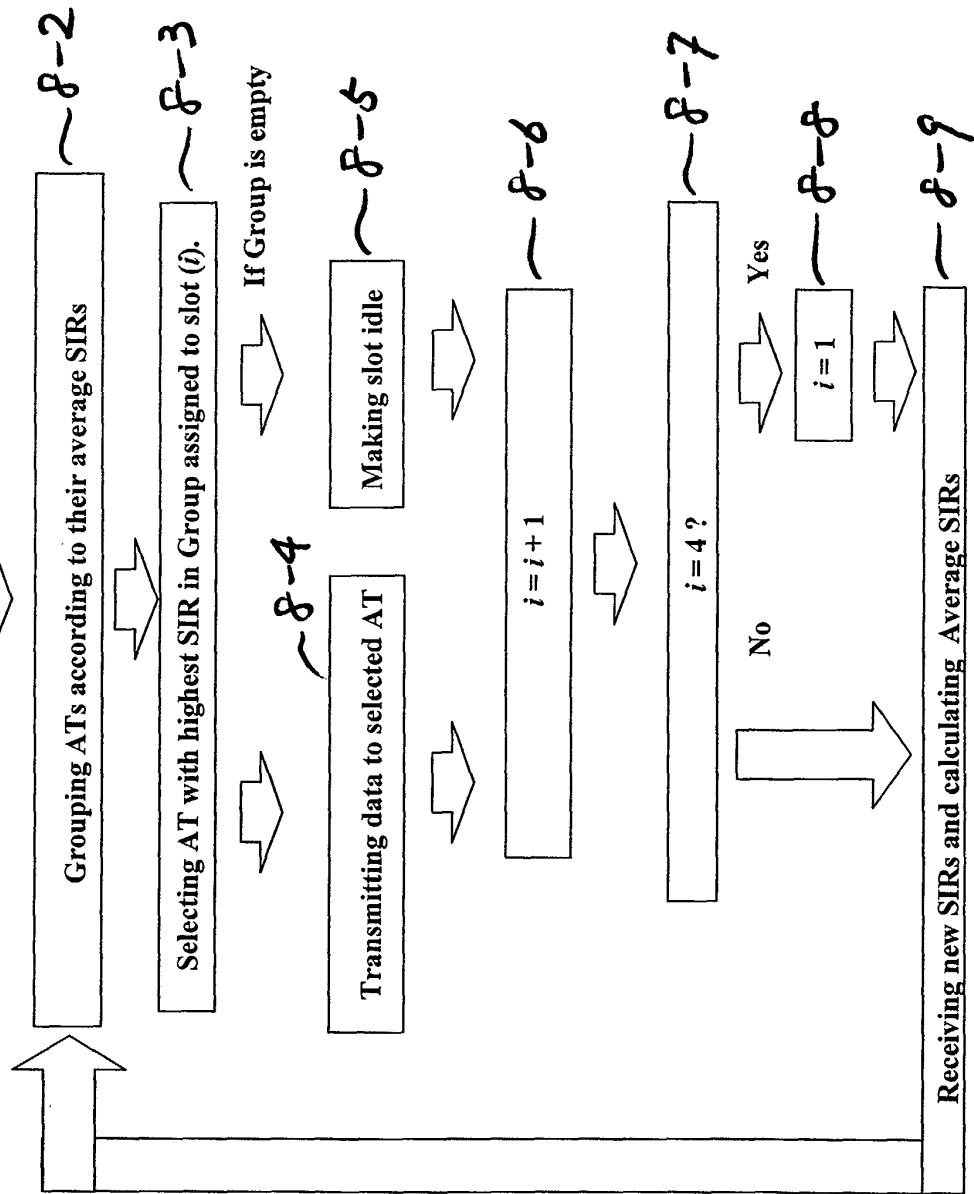 Grouping ATs according to their average SIRs
8-2
Selecting AT with highest SIR in Group assigned to slot (i).
8-3
If Group is empty
8-4
Transmitting data to selected AT
Making slot idle
8-5
i = i + 1
8-6
i = 4 ?
8-7
No
Yes
i = 1
8-8
Receiving new SIRs and calculating Average SIRs
8-9